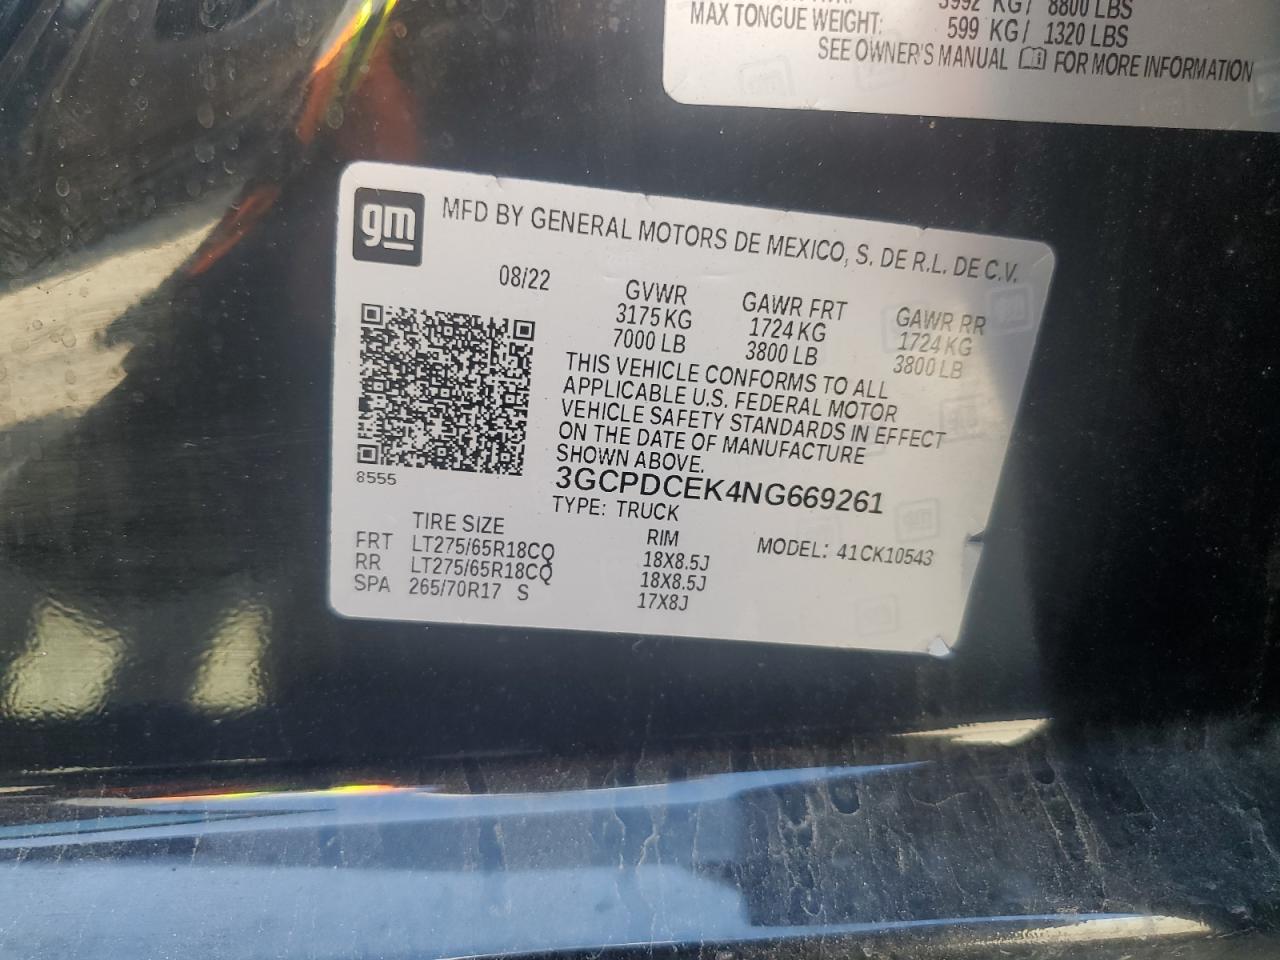 3992 KG/ 8800 LBS
MAX TONGUE WEIGHT: 599 KG/ 1320 LBS
SEE OWNER'S MANUAL FOR MORE INFORMATION
gm
MFD BY GENERAL MOTORS DE MEXICO, S. DE R.L. DE C.V.
08/22
GVWR GAWR FRT GAWR RR
3175 KG 1724 KG 1724 KG
7000 LB 3800 LB 3800 LB
THIS VEHICLE CONFORMS TO ALL
APPLICABLE U.S. FEDERAL MOTOR
VEHICLE SAFETY STANDARDS IN EFFECT
ON THE DATE OF MANUFACTURE
SHOWN ABOVE.
8555
3GCPDCEK4NG669261
TYPE: TRUCK
TIRE SIZE RIM MODEL: 41CK10543
FRT LT275/65R18CQ 18X8.5J
RR LT275/65R18CQ 18X8.5J
SPA 265/70R17 S 17X8J